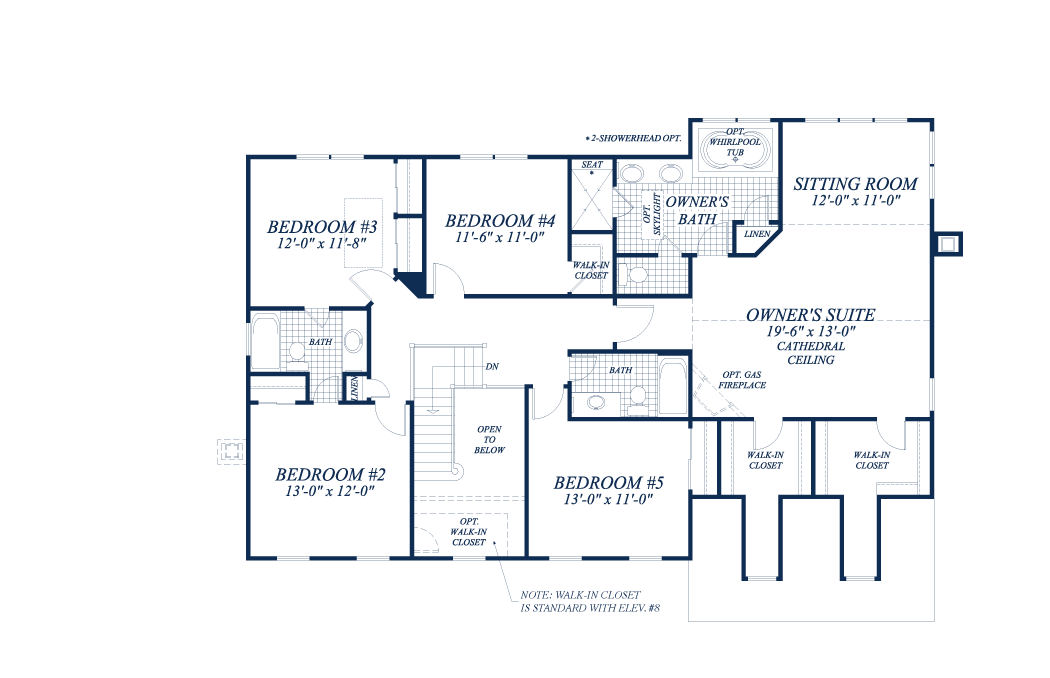 *2-SHOWERHEAD OPT.
OPT.
WHIRLPOOL
TUB
SEAT
*
SITTING ROOM
12'-0" x 11'-0"
BEDROOM #3
12'-0" x 11'-8"
BEDROOM #4
11'-6" x 11'-0"
OPT.
SKYLIGHT
OWNER'S
BATH
LINEN
WALK-IN
CLOSET
OWNER'S SUITE
19'-6" x 13'-0"
CATHEDRAL
CEILING
BATH
LINEN
DN
BATH
OPT. GAS
FIREPLACE
OPEN
TO
BELOW
WALK-IN
CLOSET
WALK-IN
CLOSET
BEDROOM #2
13'-0" x 12'-0"
BEDROOM #5
13'-0" x 11'-0"
OPT.
WALK-IN
CLOSET
NOTE: WALK-IN CLOSET
IS STANDARD WITH ELEV. #8